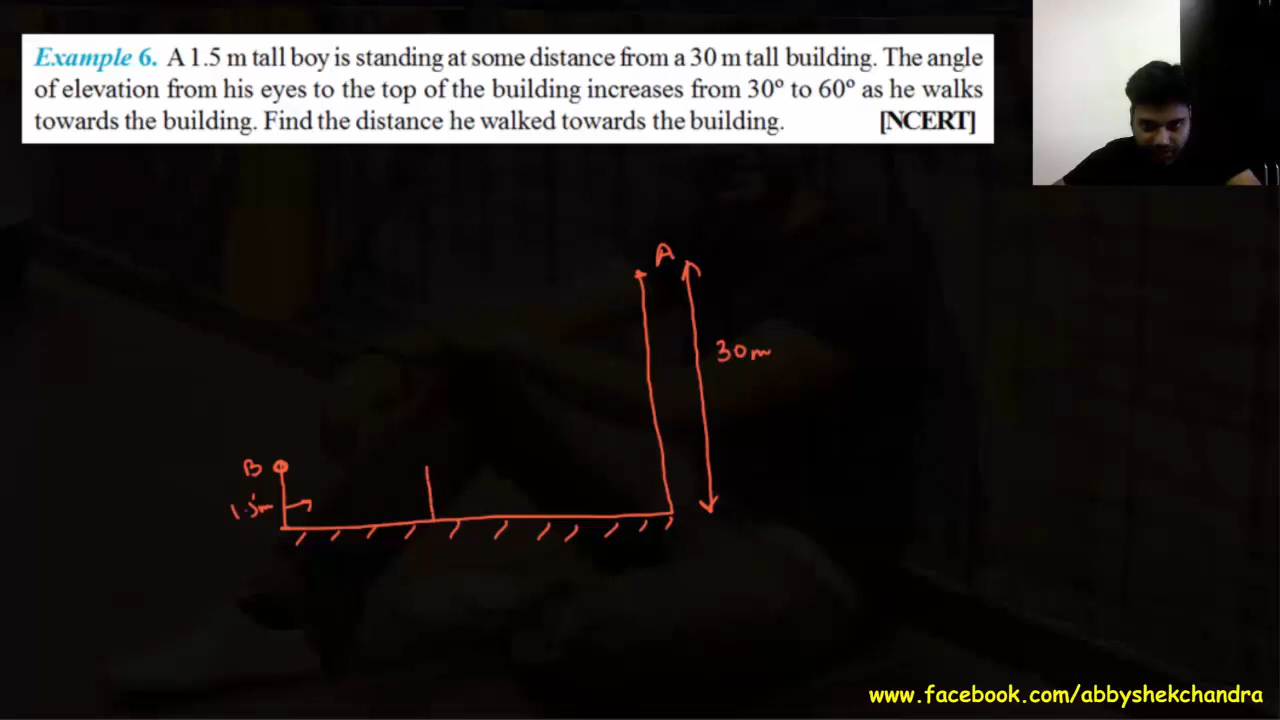 Example 6. A 1.5 m tall boy is standing at some distance from a 30 m tall building. The angle
of elevation from his eyes to the top of the building increases from 30º to 60º as he walks
towards the building. Find the distance he walked towards the building. [NCERT]
A
30m
B
1.5m
www.facebook.com/abbyshekchandra